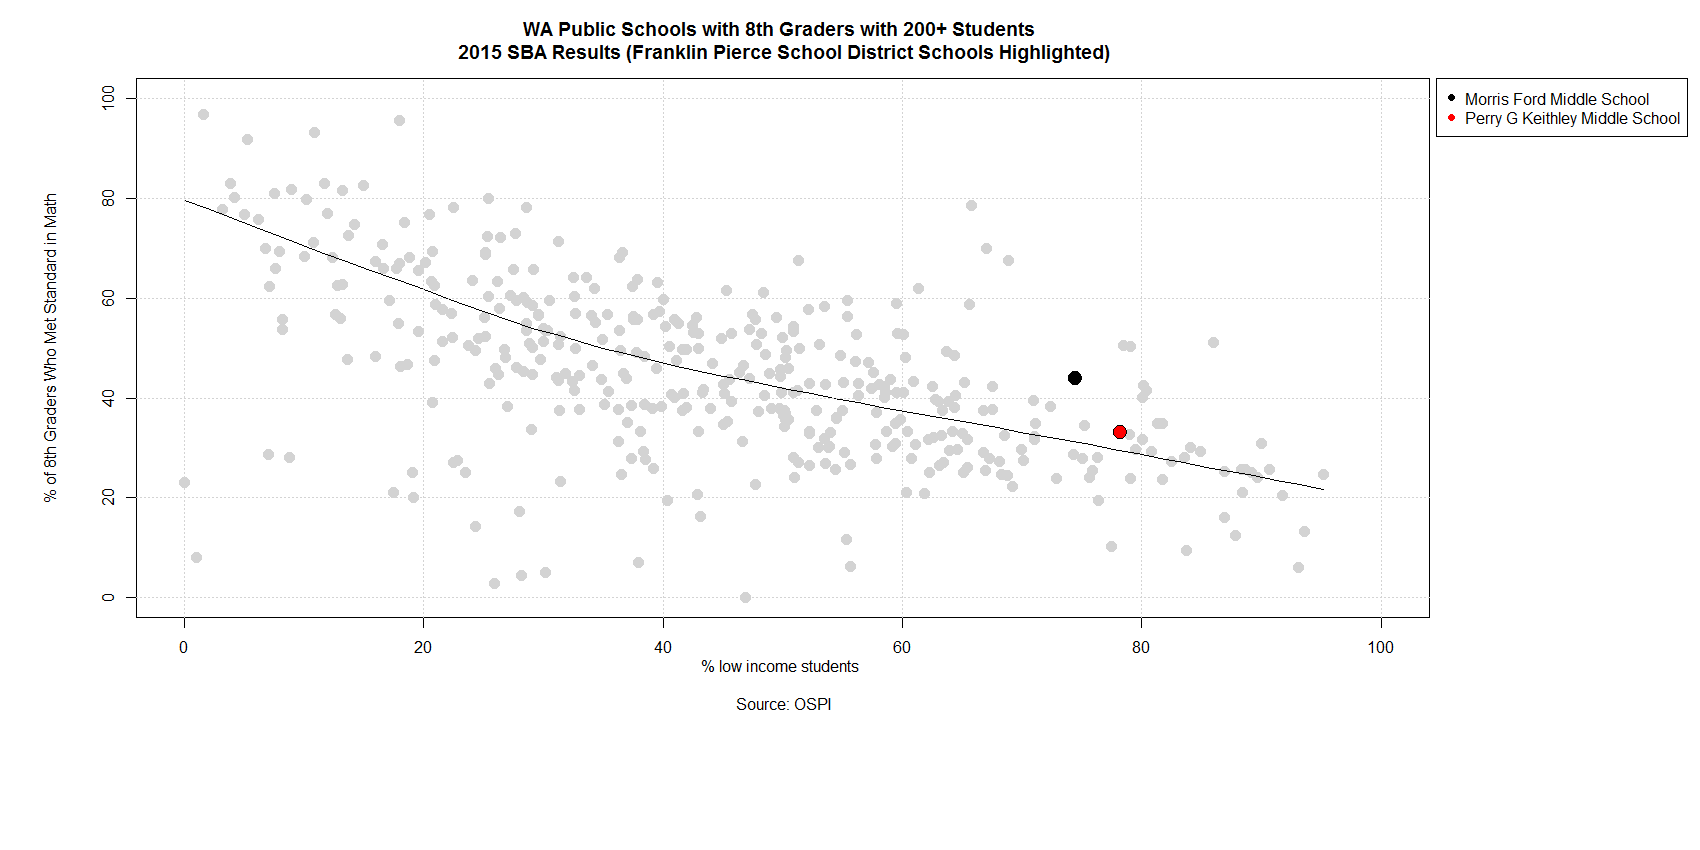 WA Public Schools with 8th Graders with 200+ Students
2015 SBA Results (Franklin Pierce School District Schools Highlighted)
Morris Ford Middle School
Perry G Keithley Middle School
% of 8th Graders Who Met Standard in Math
100
80
60
40
20
0
0 20 40 60 80 100
% low income students
Source: OSPI